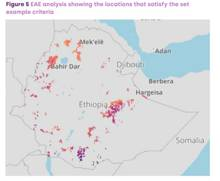 Figure 5 EAE analysis showing the locations that satisfy the set
example criteria
Mek'elē
Adan
Bahir Dar
Djibouti
Berbera
Hargeisa
Ethiopia
Somalia